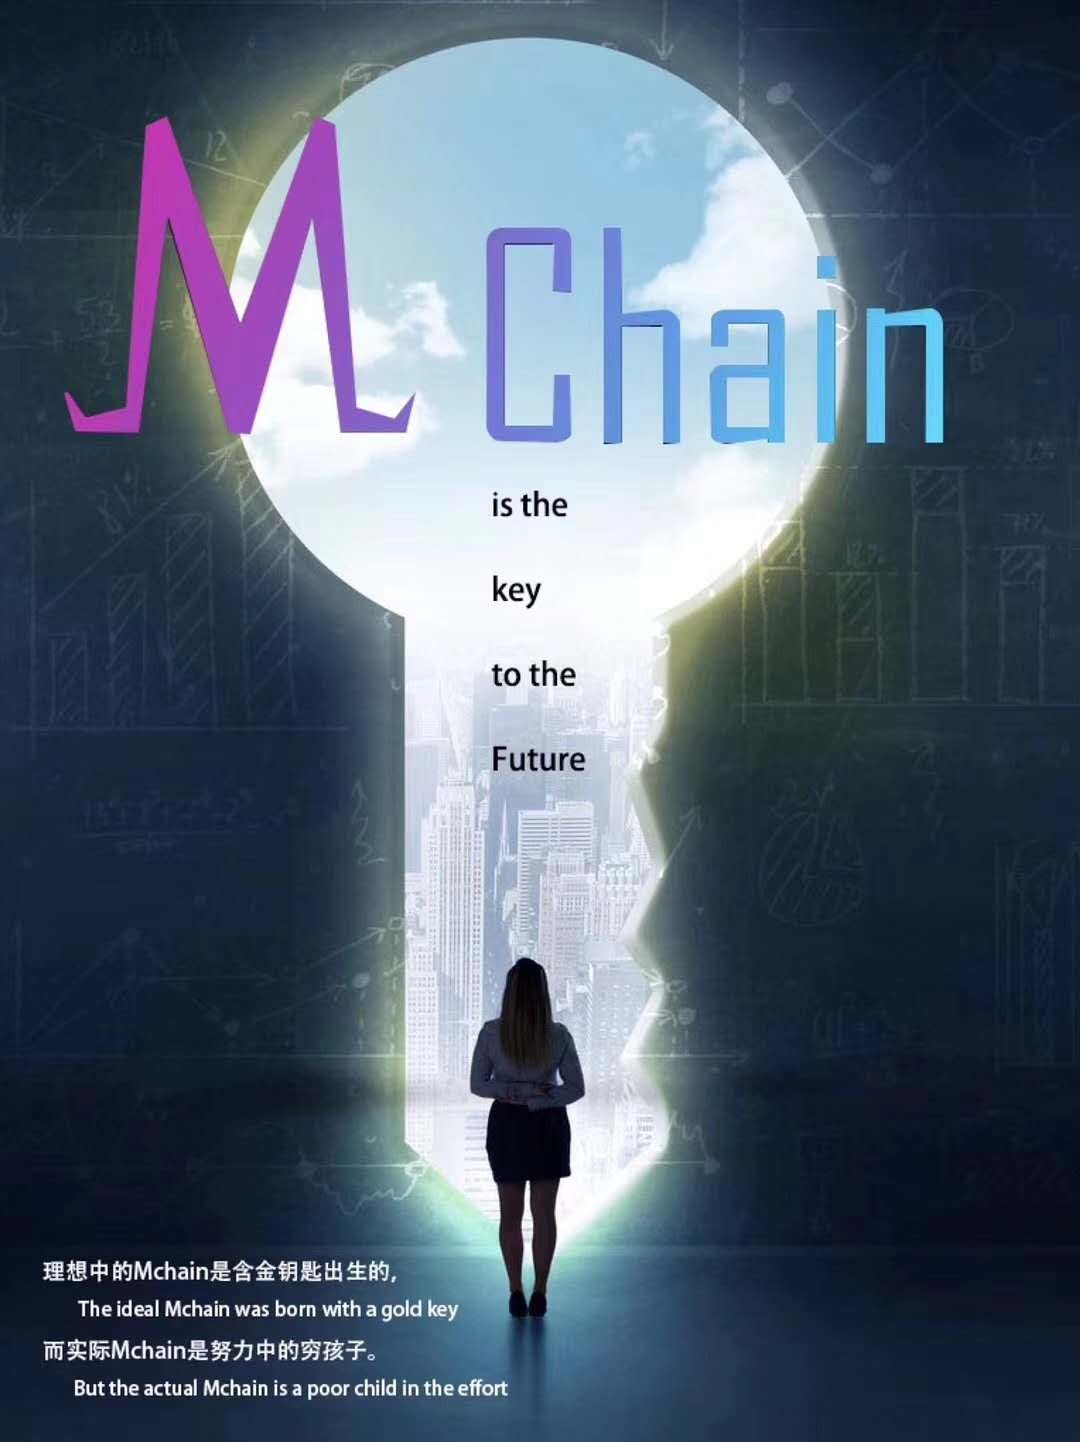 M Chain
is the
key
to the
Future
理想中的Mchain是含金钥匙出生的,
The ideal Mchain was born with a gold key
而实际Mchain是努力中的穷孩子。
But the actual Mchain is a poor child in the effort